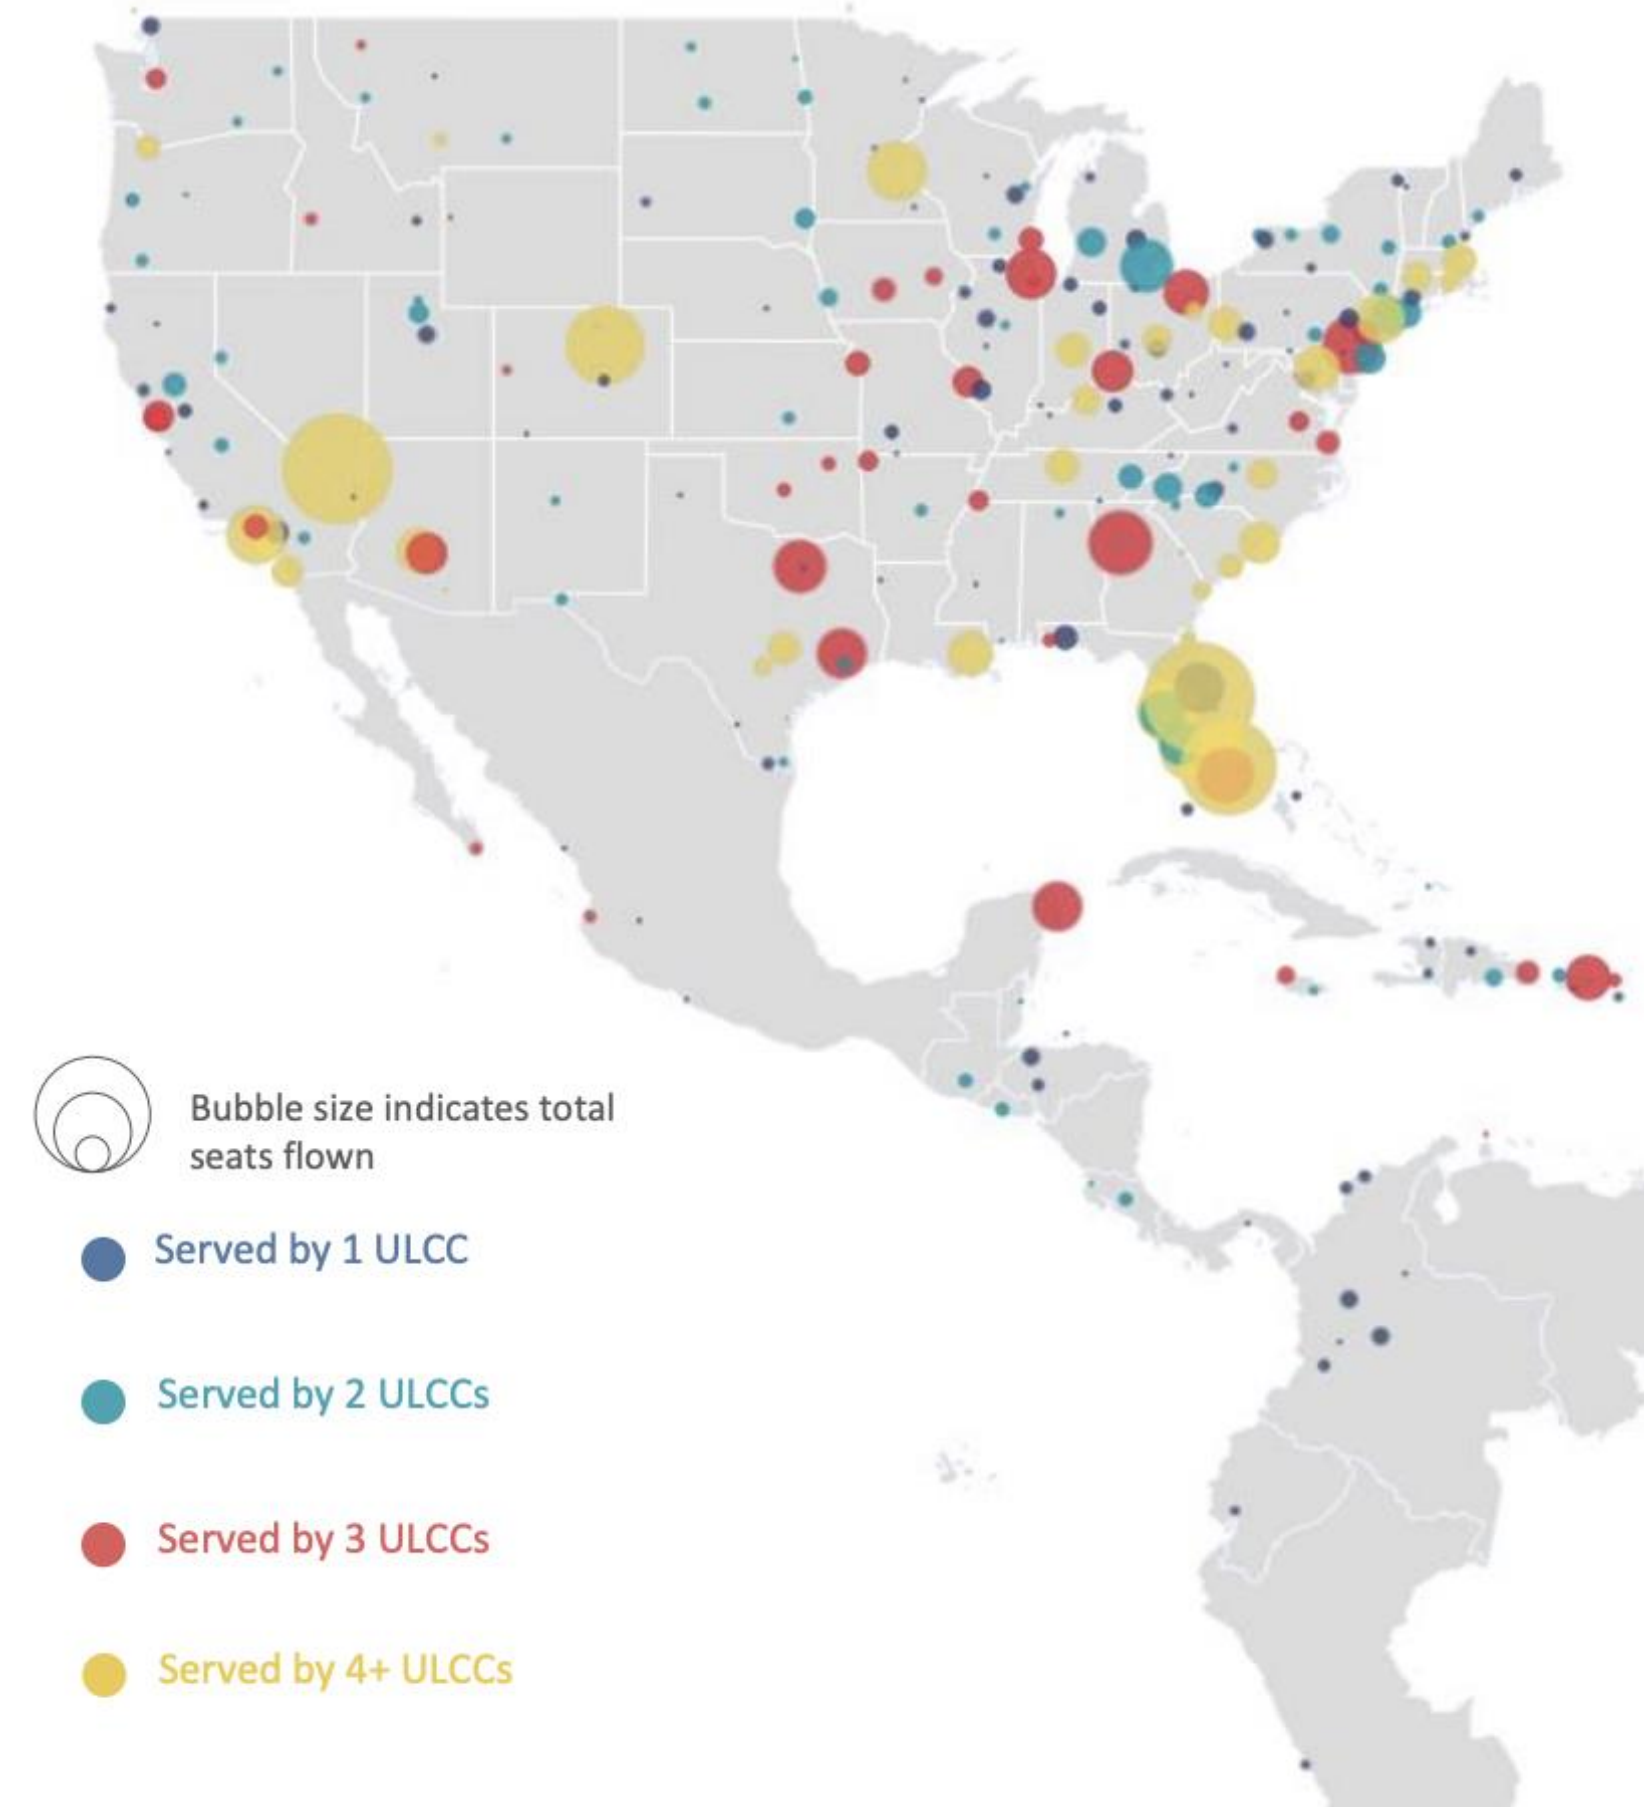 Bubble size indicates total
seats flown
Served by 1 ULCC
Served by 2 ULCCs
Served by 3 ULCCs
Served by 4+ ULCCs